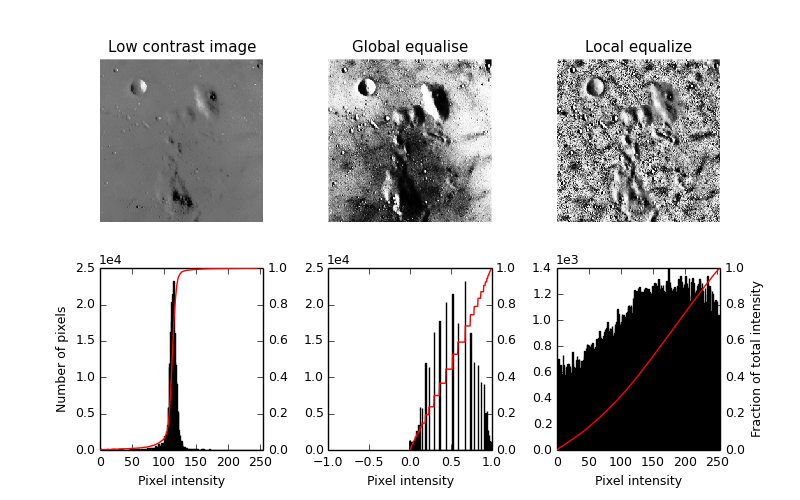 Low contrast image
Global equalise
Local equalize
1e4
2.5
2.0
1.5
1.0
0.5
0.0
1.0
0.8
0.6
0.4
0.2
0.0
0 50 100 150 200 250
Pixel intensity
Number of pixels
1e4
2.5
2.0
1.5
1.0
0.5
0.0
1.0
0.8
0.6
0.4
0.2
0.0
−1.0 −0.5 0.0 0.5 1.0
Pixel intensity
1e3
1.4
1.2
1.0
0.8
0.6
0.4
0.2
0.0
1.0
0.8
0.6
0.4
0.2
0.0
0 50 100 150 200 250
Pixel intensity
Fraction of total intensity